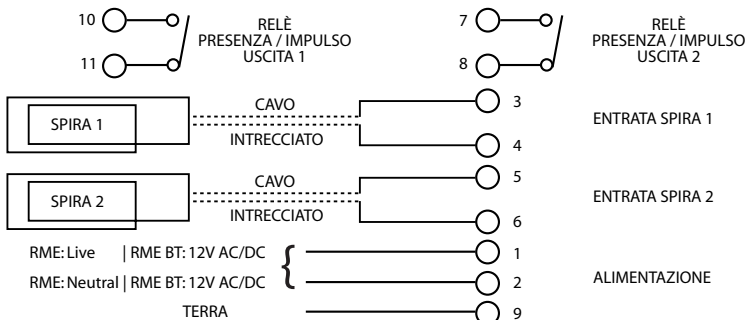 10
RELÈ
PRESENZA / IMPULSO
USCITA 1
11
7
RELÈ
PRESENZA / IMPULSO
USCITA 2
8
SPIRA 1
CAVO
INTRECCIATO
3
4
ENTRATA SPIRA 1
SPIRA 2
CAVO
INTRECCIATO
5
6
ENTRATA SPIRA 2
RME: Live | RME BT: 12V AC/DC
1
RME: Neutral | RME BT: 12V AC/DC
2
ALIMENTAZIONE
TERRA
9